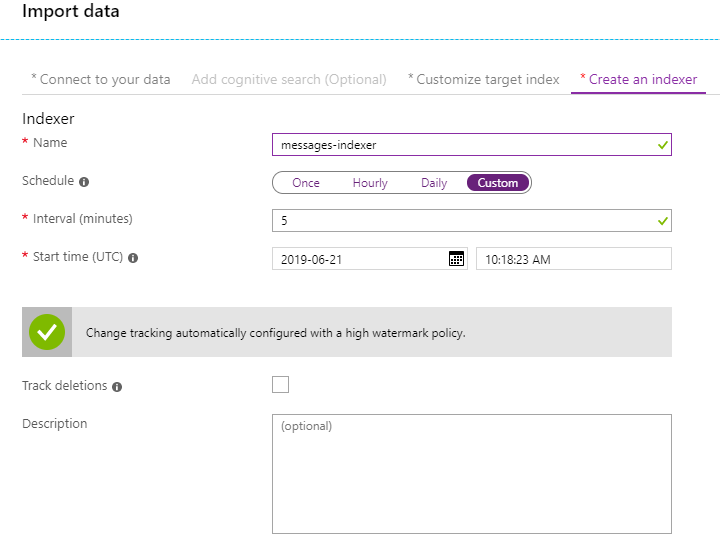 Import data
* Connect to your data Add cognitive search (Optional) * Customize target index * Create an indexer
Indexer
* Name messages-indexer
Schedule Once Hourly Daily Custom
* Interval (minutes) 5
* Start time (UTC) 2019-06-21 10:18:23 AM
Change tracking automatically configured with a high watermark policy.
Track deletions
Description (optional)